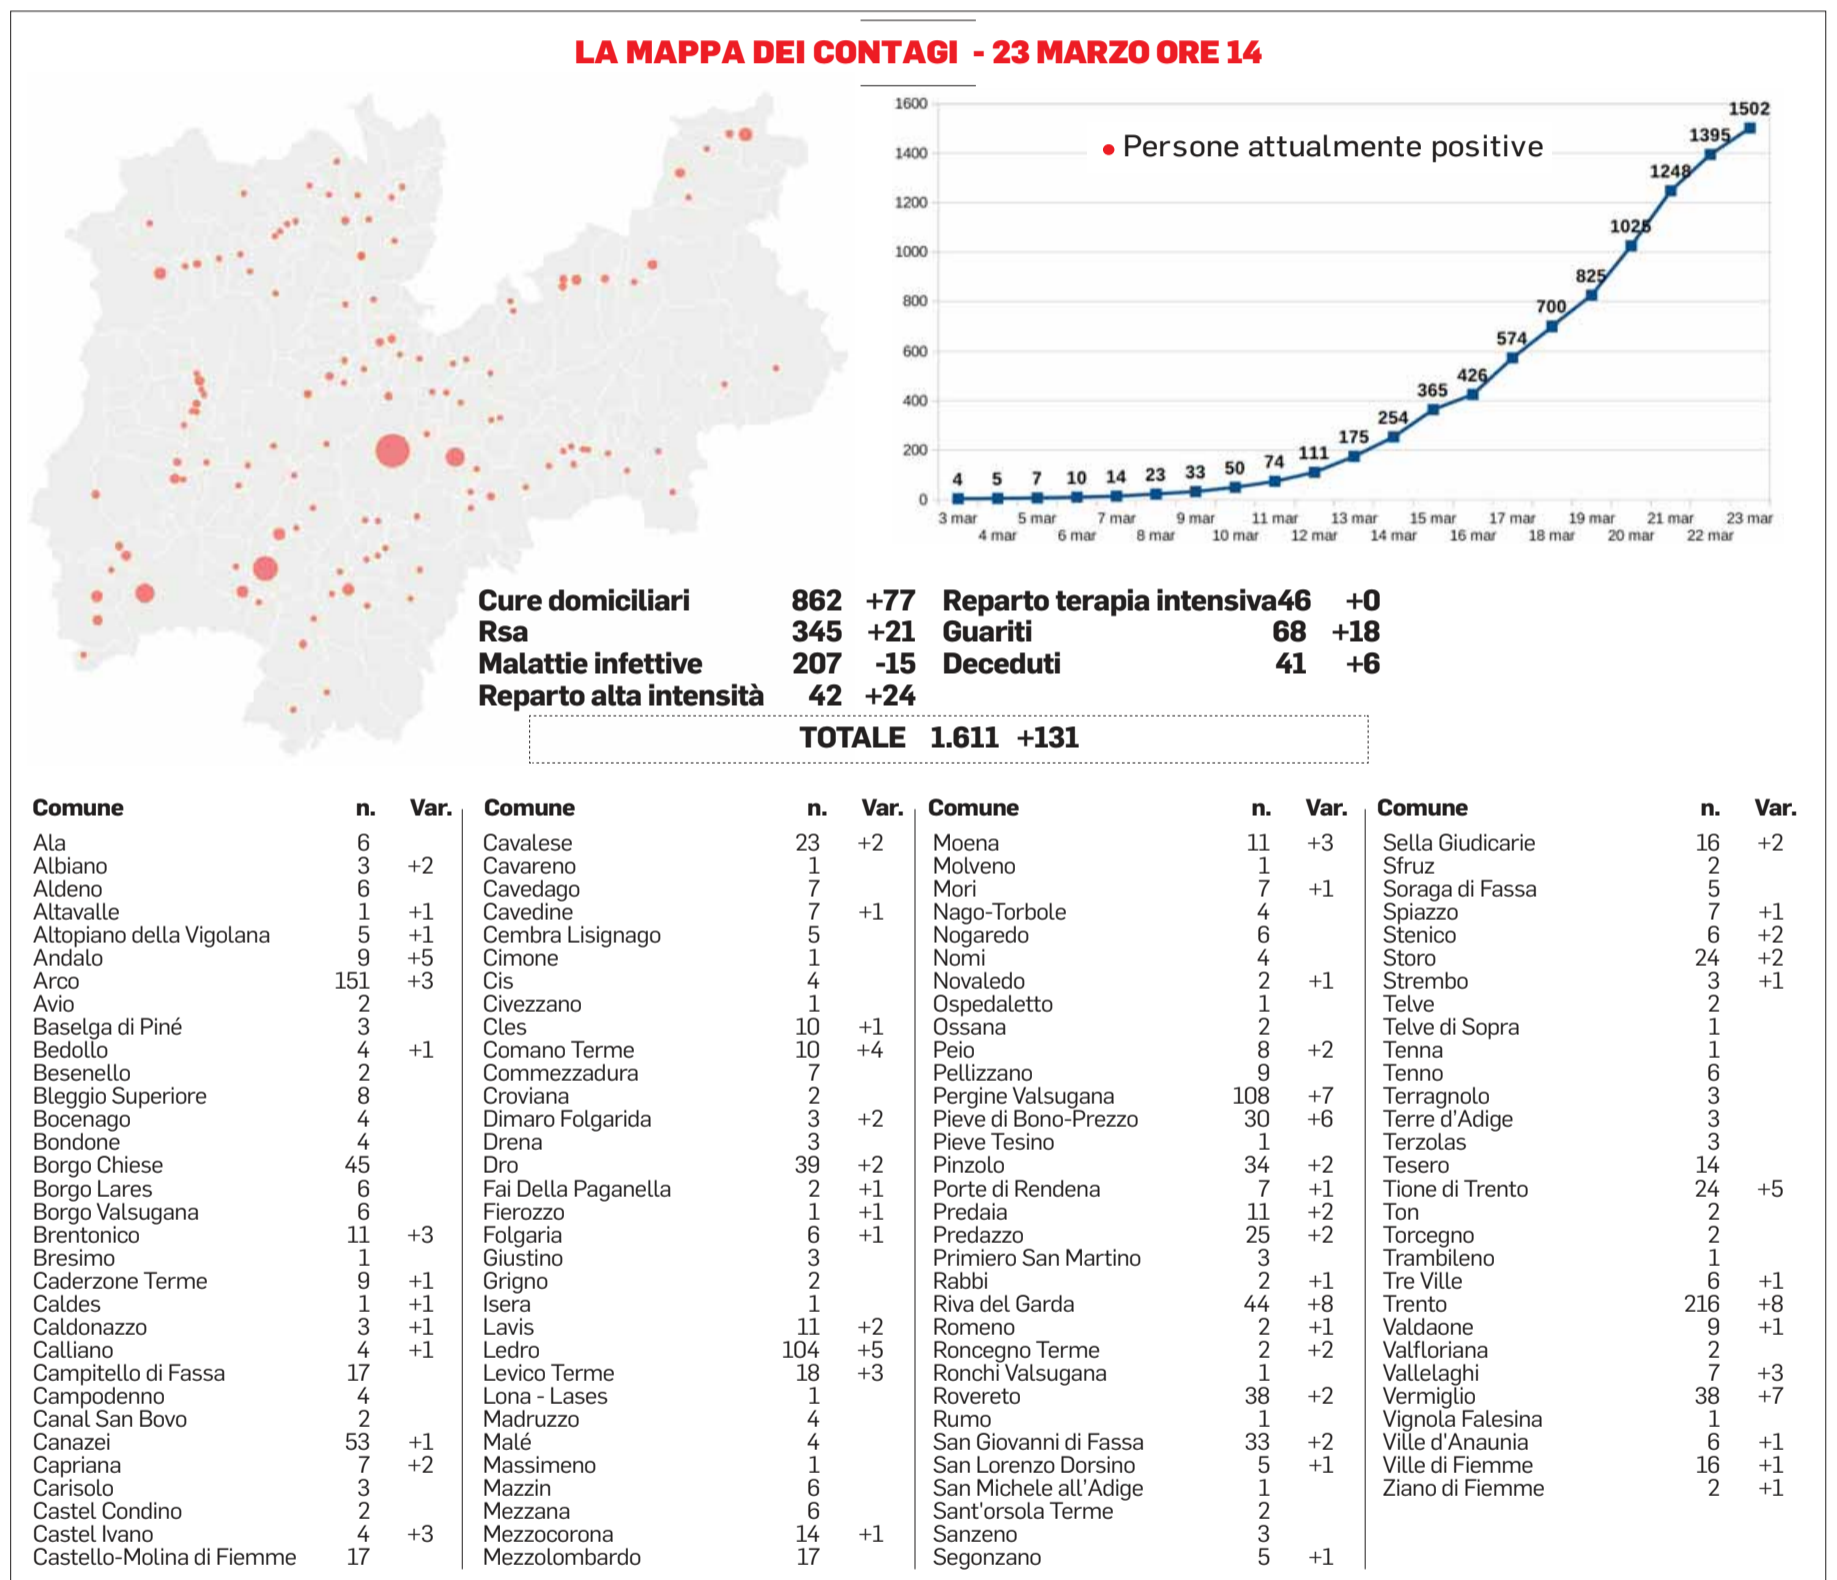 LA MAPPA DEI CONTAGI - 23 MARZO ORE 14
Persone attualmente positive
1600
1400
1200
1000
800
600
400
200
0
4 5 7 10 14 23 33 50 74 111 175 254 365 426 574 700 825 1025 1248 1395 1502
3 mar 5 mar 7 mar 9 mar 11 mar 13 mar 15 mar 17 mar 19 mar 21 mar 23 mar
4 mar 6 mar 8 mar 10 mar 12 mar 14 mar 16 mar 18 mar 20 mar 22 mar
Cure domiciliari 862 +77
Rsa 345 +21
Malattie infettive 207 -15
Reparto alta intensità 42 +24
Reparto terapia intensiva46 +0
Guariti 68 +18
Deceduti 41 +6
TOTALE 1.611 +131
Comune n. Var.
Ala 6
Albiano 3 +2
Aldeno 6
Altavalle 1 +1
Altopiano della Vigolana 5 +1
Andalo 9 +5
Arco 151 +3
Avio 2
Baselga di Piné 3
Bedollo 4 +1
Besenello 2
Bleggio Superiore 8
Bocenago 4
Bondone 4
Borgo Chiese 45
Borgo Lares 6
Borgo Valsugana 6
Brentonico 11 +3
Bresimo 1
Caderzone Terme 9 +1
Caldes 1 +1
Caldonazzo 3 +1
Calliano 4 +1
Campitello di Fassa 17
Campodenno 4
Canal San Bovo 2
Canazei 53 +1
Capriana 7 +2
Carisolo 3
Castel Condino 2
Castel Ivano 4 +3
Castello-Molina di Fiemme 17
Comune n. Var.
Cavalese 23 +2
Cavareno 1
Cavedago 7
Cavedine 7 +1
Cembra Lisignago 5
Cimone 1
Cis 4
Civezzano 1
Cles 10 +1
Comano Terme 10 +4
Commezzadura 7
Croviana 2
Dimaro Folgarida 3 +2
Drena 3
Dro 39 +2
Fai Della Paganella 2 +1
Fierozzo 1 +1
Folgaria 6 +1
Giustino 3
Grigno 2
Isera 1
Lavis 11 +2
Ledro 104 +5
Levico Terme 18 +3
Lona - Lases 1
Madruzzo 4
Malé 4
Massimeno 1
Mazzin 6
Mezzana 6
Mezzocorona 14 +1
Mezzolombardo 17
Comune n. Var.
Moena 11 +3
Molveno 1
Mori 7 +1
Nago-Torbole 4
Nogaredo 6
Nomi 4
Novaledo 2 +1
Ospedaletto 1
Ossana 2
Peio 8 +2
Pellizzano 9
Pergine Valsugana 108 +7
Pieve di Bono-Prezzo 30 +6
Pieve Tesino 1
Pinzolo 34 +2
Porte di Rendena 7 +1
Predaia 11 +2
Predazzo 25 +2
Primiero San Martino 3
Rabbi 2 +1
Riva del Garda 44 +8
Romeno 2 +1
Roncegno Terme 2 +2
Ronchi Valsugana 1
Rovereto 38 +2
Rumo 1
San Giovanni di Fassa 33 +2
San Lorenzo Dorsino 5 +1
San Michele all'Adige 1
Sant'orsola Terme 2
Sanzeno 3
Segonzano 5 +1
Comune n. Var.
Sella Giudicarie 16 +2
Sfruz 2
Soraga di Fassa 5
Spiazzo 7 +1
Stenico 6 +2
Storo 24 +2
Strembo 3 +1
Telve 2
Telve di Sopra 1
Tenna 1
Tenno 6
Terragnolo 3
Terre d'Adige 3
Terzolas 3
Tesero 14
Tione di Trento 24 +5
Ton 2
Torcegno 2
Trambileno 1
Tre Ville 6 +1
Trento 216 +8
Valdaone 9 +1
Valfloriana 2
Vallelaghi 7 +3
Vermiglio 38 +7
Vignola Falesina 1
Ville d'Anaunia 6 +1
Ville di Fiemme 16 +1
Ziano di Fiemme 2 +1